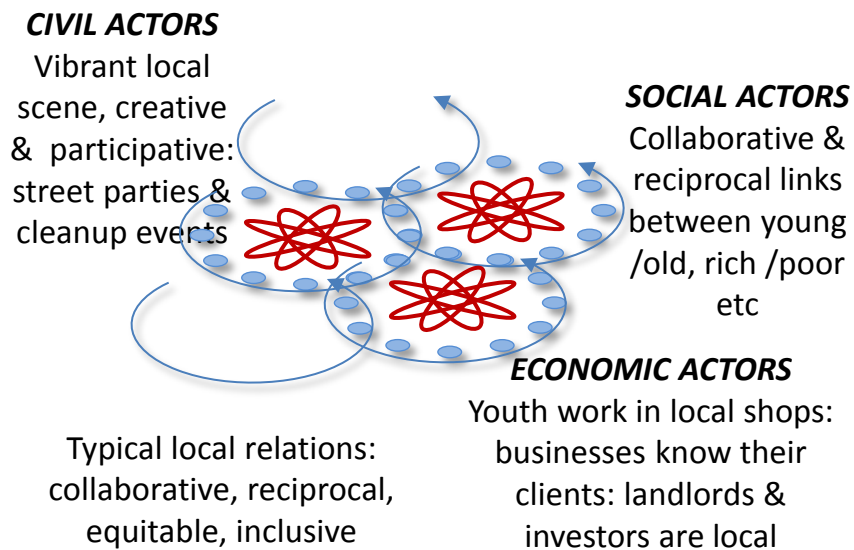 CIVIL ACTORS
Vibrant local
scene, creative
& participative:
street parties &
cleanup events
SOCIAL ACTORS
Collaborative &
reciprocal links
between young
/old, rich /poor
etc
ECONOMIC ACTORS
Youth work in local shops:
businesses know their
clients: landlords &
investors are local
Typical local relations:
collaborative, reciprocal,
equitable, inclusive